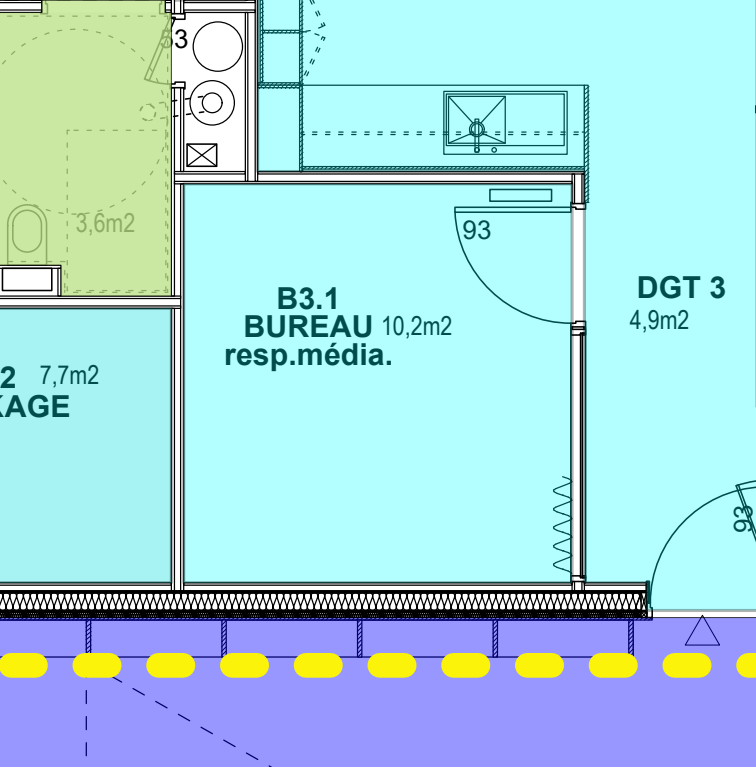 53
3,6m2
93
B3.1
BUREAU 10,2m2
resp.média.
DGT 3
4,9m2
2 7,7m2
KAGE
93